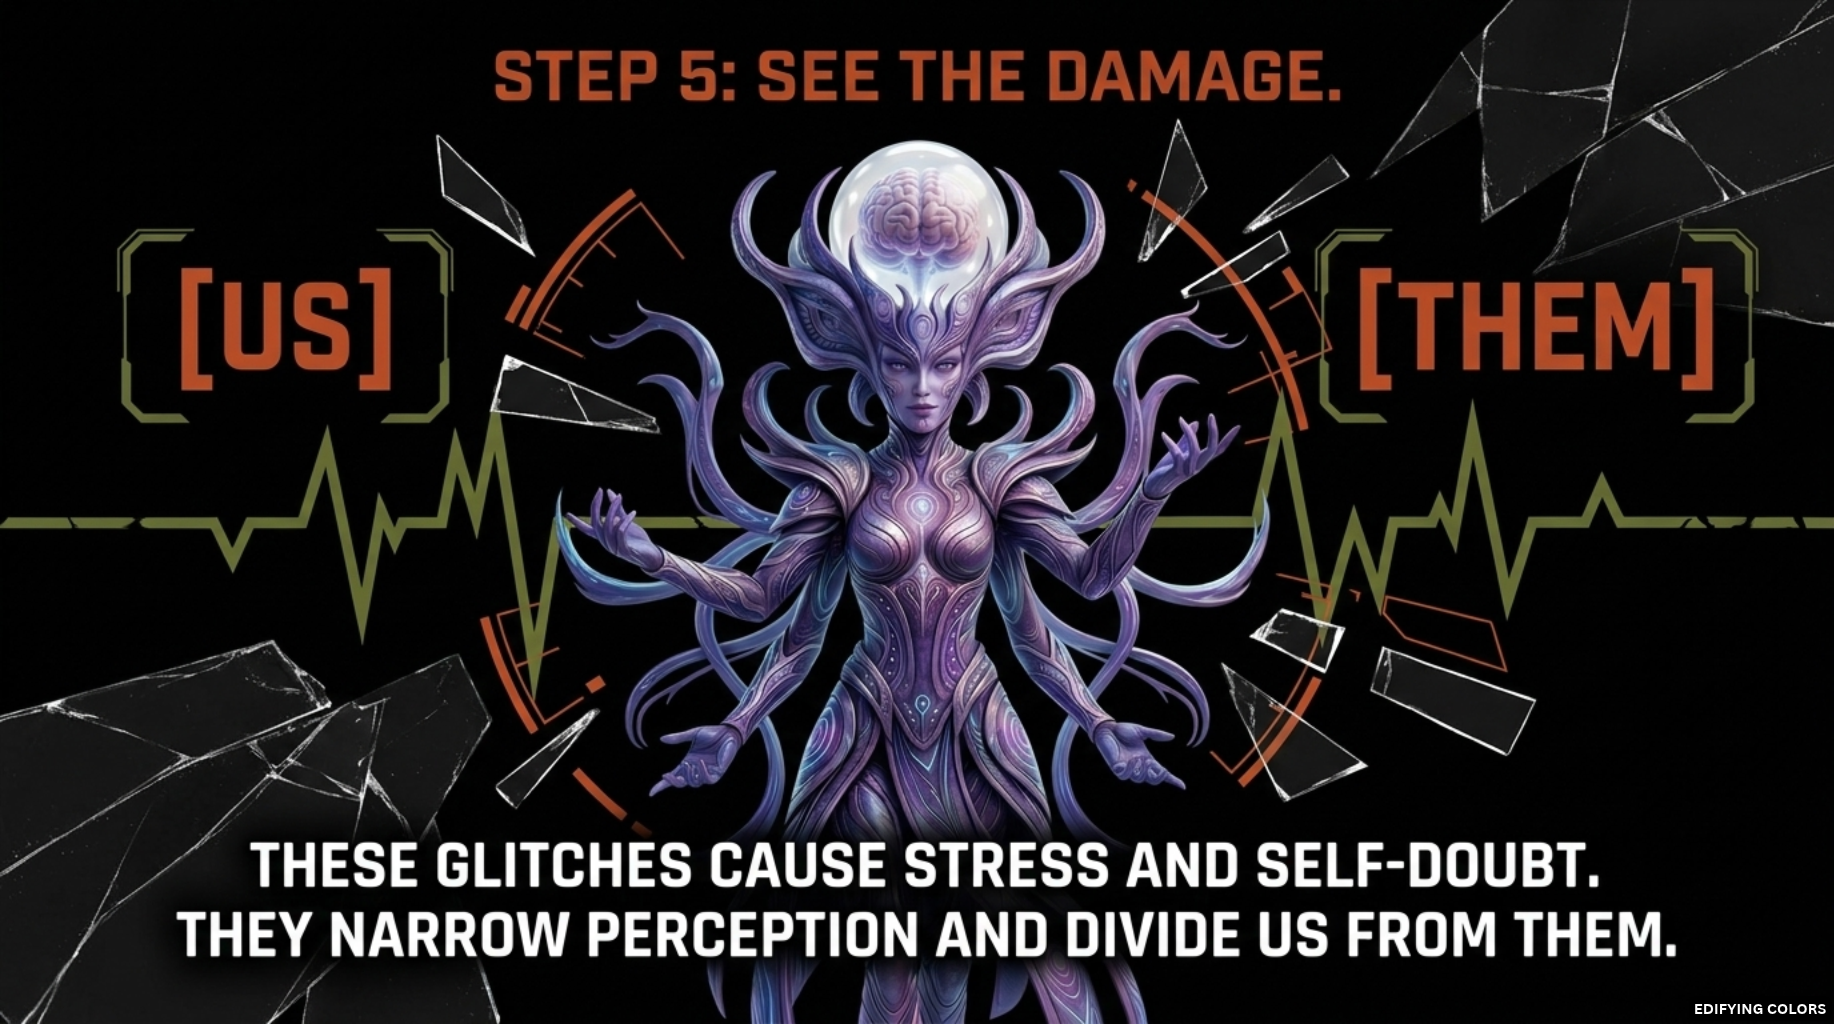 STEP 5: SEE THE DAMAGE.
[US]
[THEM]
THESE GLITCHES CAUSE STRESS AND SELF-DOUBT.
THEY NARROW PERCEPTION AND DIVIDE US FROM THEM.
EDIFYING COLORS